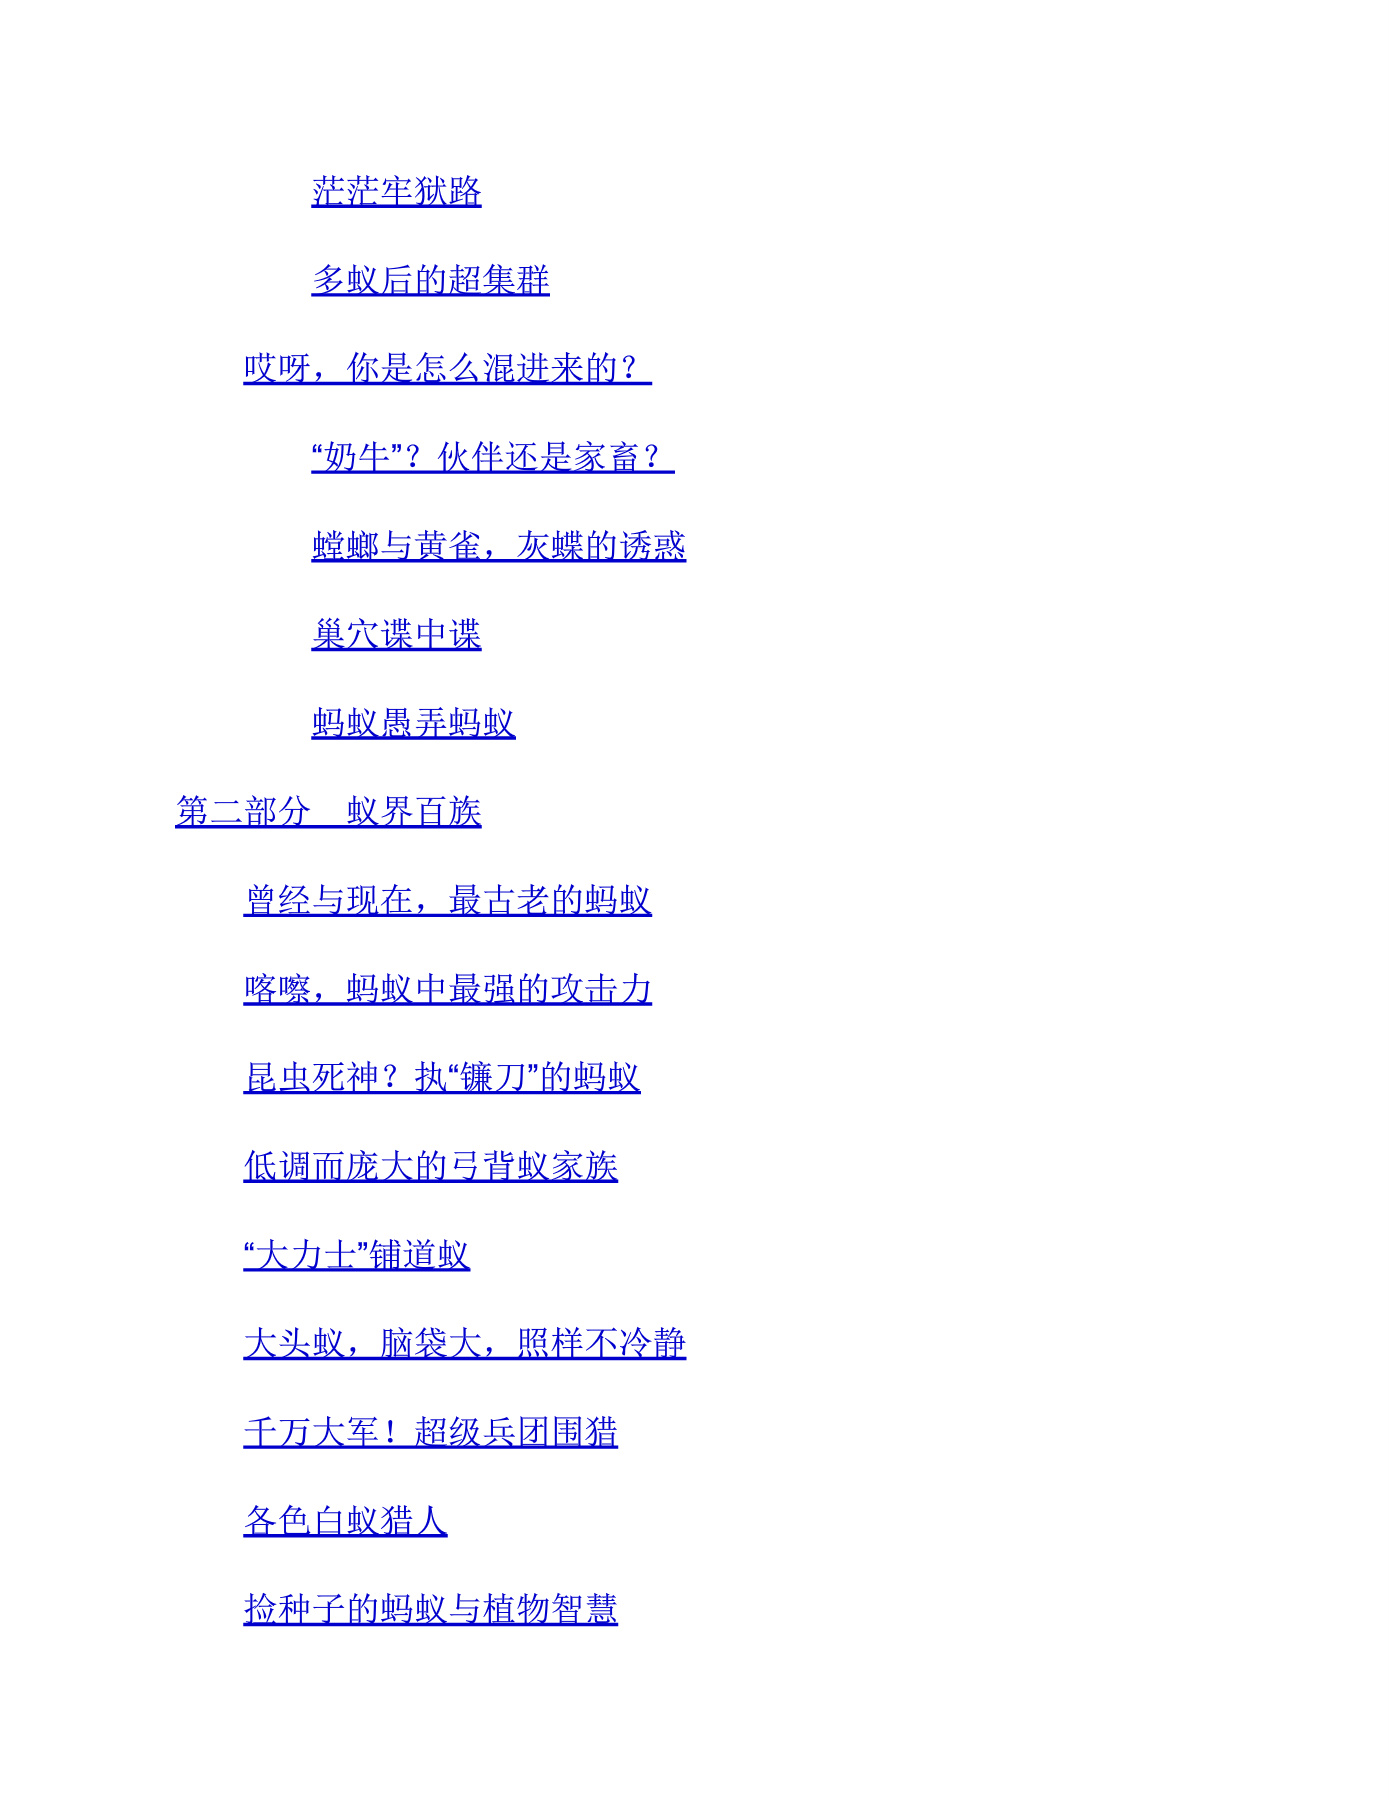 茫茫牢狱路
多蚁后的超集群
哎呀，你是怎么混进来的？
“奶牛”？伙伴还是家畜？
螳螂与黄雀，灰蝶的诱惑
巢穴谍中谍
蚂蚁愚弄蚂蚁
第二部分　蚁界百族
曾经与现在，最古老的蚂蚁
喀嚓，蚂蚁中最强的攻击力
昆虫死神？执“镰刀”的蚂蚁
低调而庞大的弓背蚁家族
“大力士”铺道蚁
大头蚁，脑袋大，照样不冷静
千万大军！超级兵团围猎
各色白蚁猎人
捡种子的蚂蚁与植物智慧